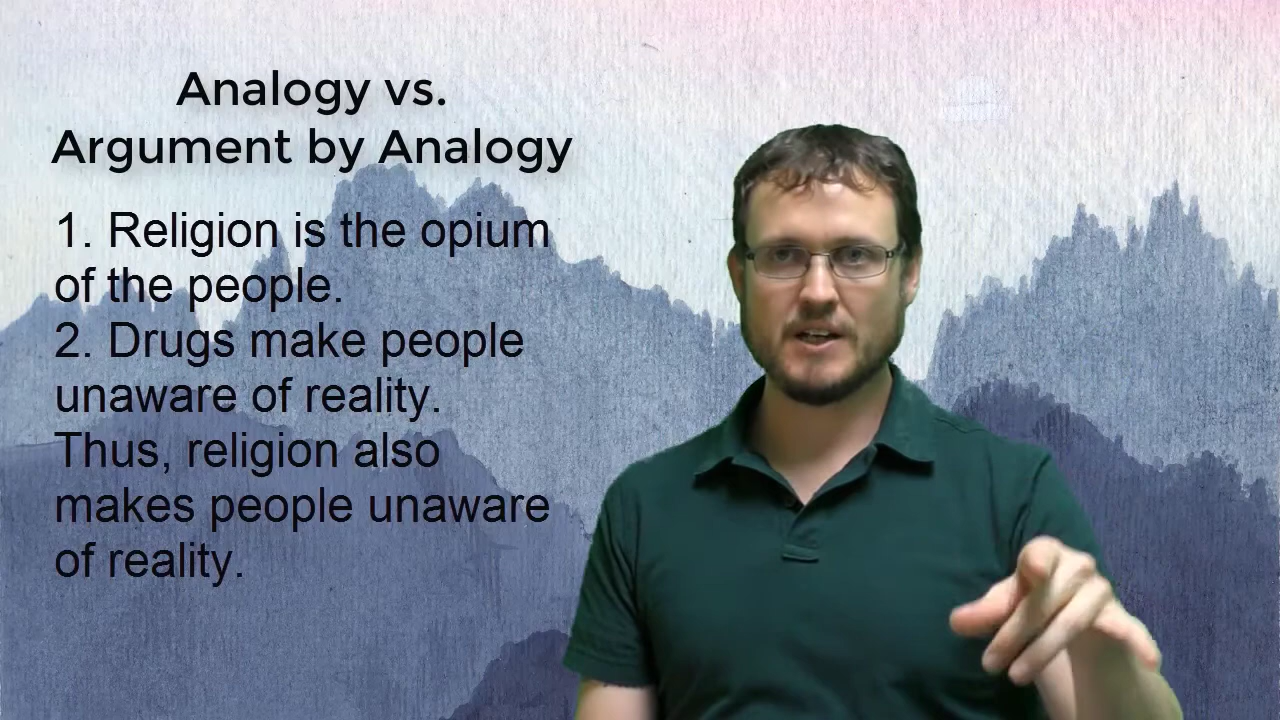 Analogy vs.
Argument by Analogy
1. Religion is the opium
of the people.
2. Drugs make people
unaware of reality.
Thus, religion also
makes people unaware
of reality.